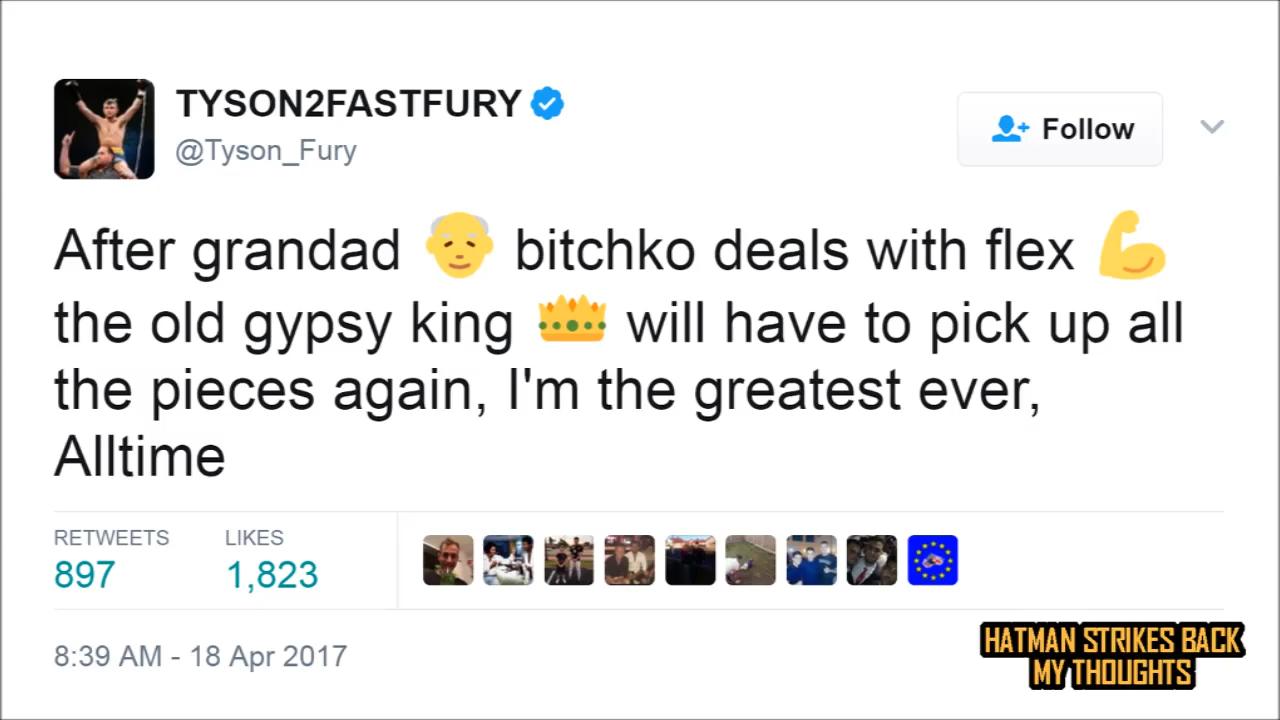 TYSON2FASTFURY
@Tyson_Fury
Follow
After grandad 👴 bitchko deals with flex 💪
the old gypsy king 👑 will have to pick up all
the pieces again, I'm the greatest ever,
Alltime
RETWEETS LIKES
897 1,823
8:39 AM - 18 Apr 2017
HATMAN STRIKES BACK
MY THOUGHTS